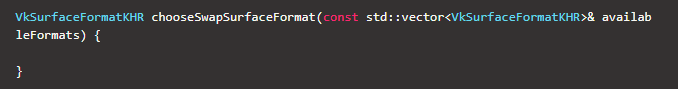 VkSurfaceFormatKHR chooseSwapSurfaceFormat(const std::vector<VkSurfaceFormatKHR>& availab
leFormats) {
}